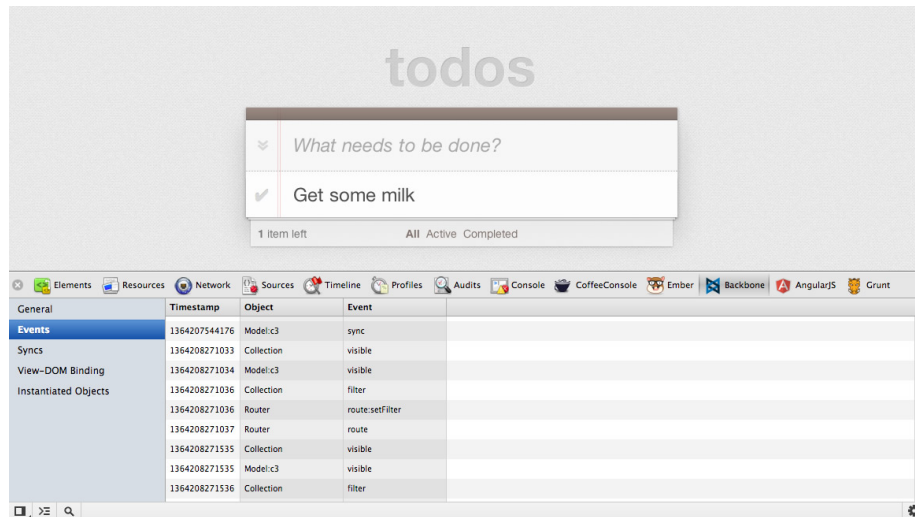 todos
What needs to be done?
Get some milk
1 item left All Active Completed
Elements Resources Network Sources Timeline Profiles Audits Console CoffeeConsole Ember Backbone AngularJS Grunt
General Timestamp Object Event
Events 1364207544176 Model:c3 sync
Syncs 1364208271033 Collection visible
View-DOM Binding 1364208271034 Model:c3 visible
Instantiated Objects 1364208271036 Collection filter
1364208271036 Router route:setFilter
1364208271037 Router route
1364208271535 Collection visible
1364208271535 Model:c3 visible
1364208271536 Collection filter